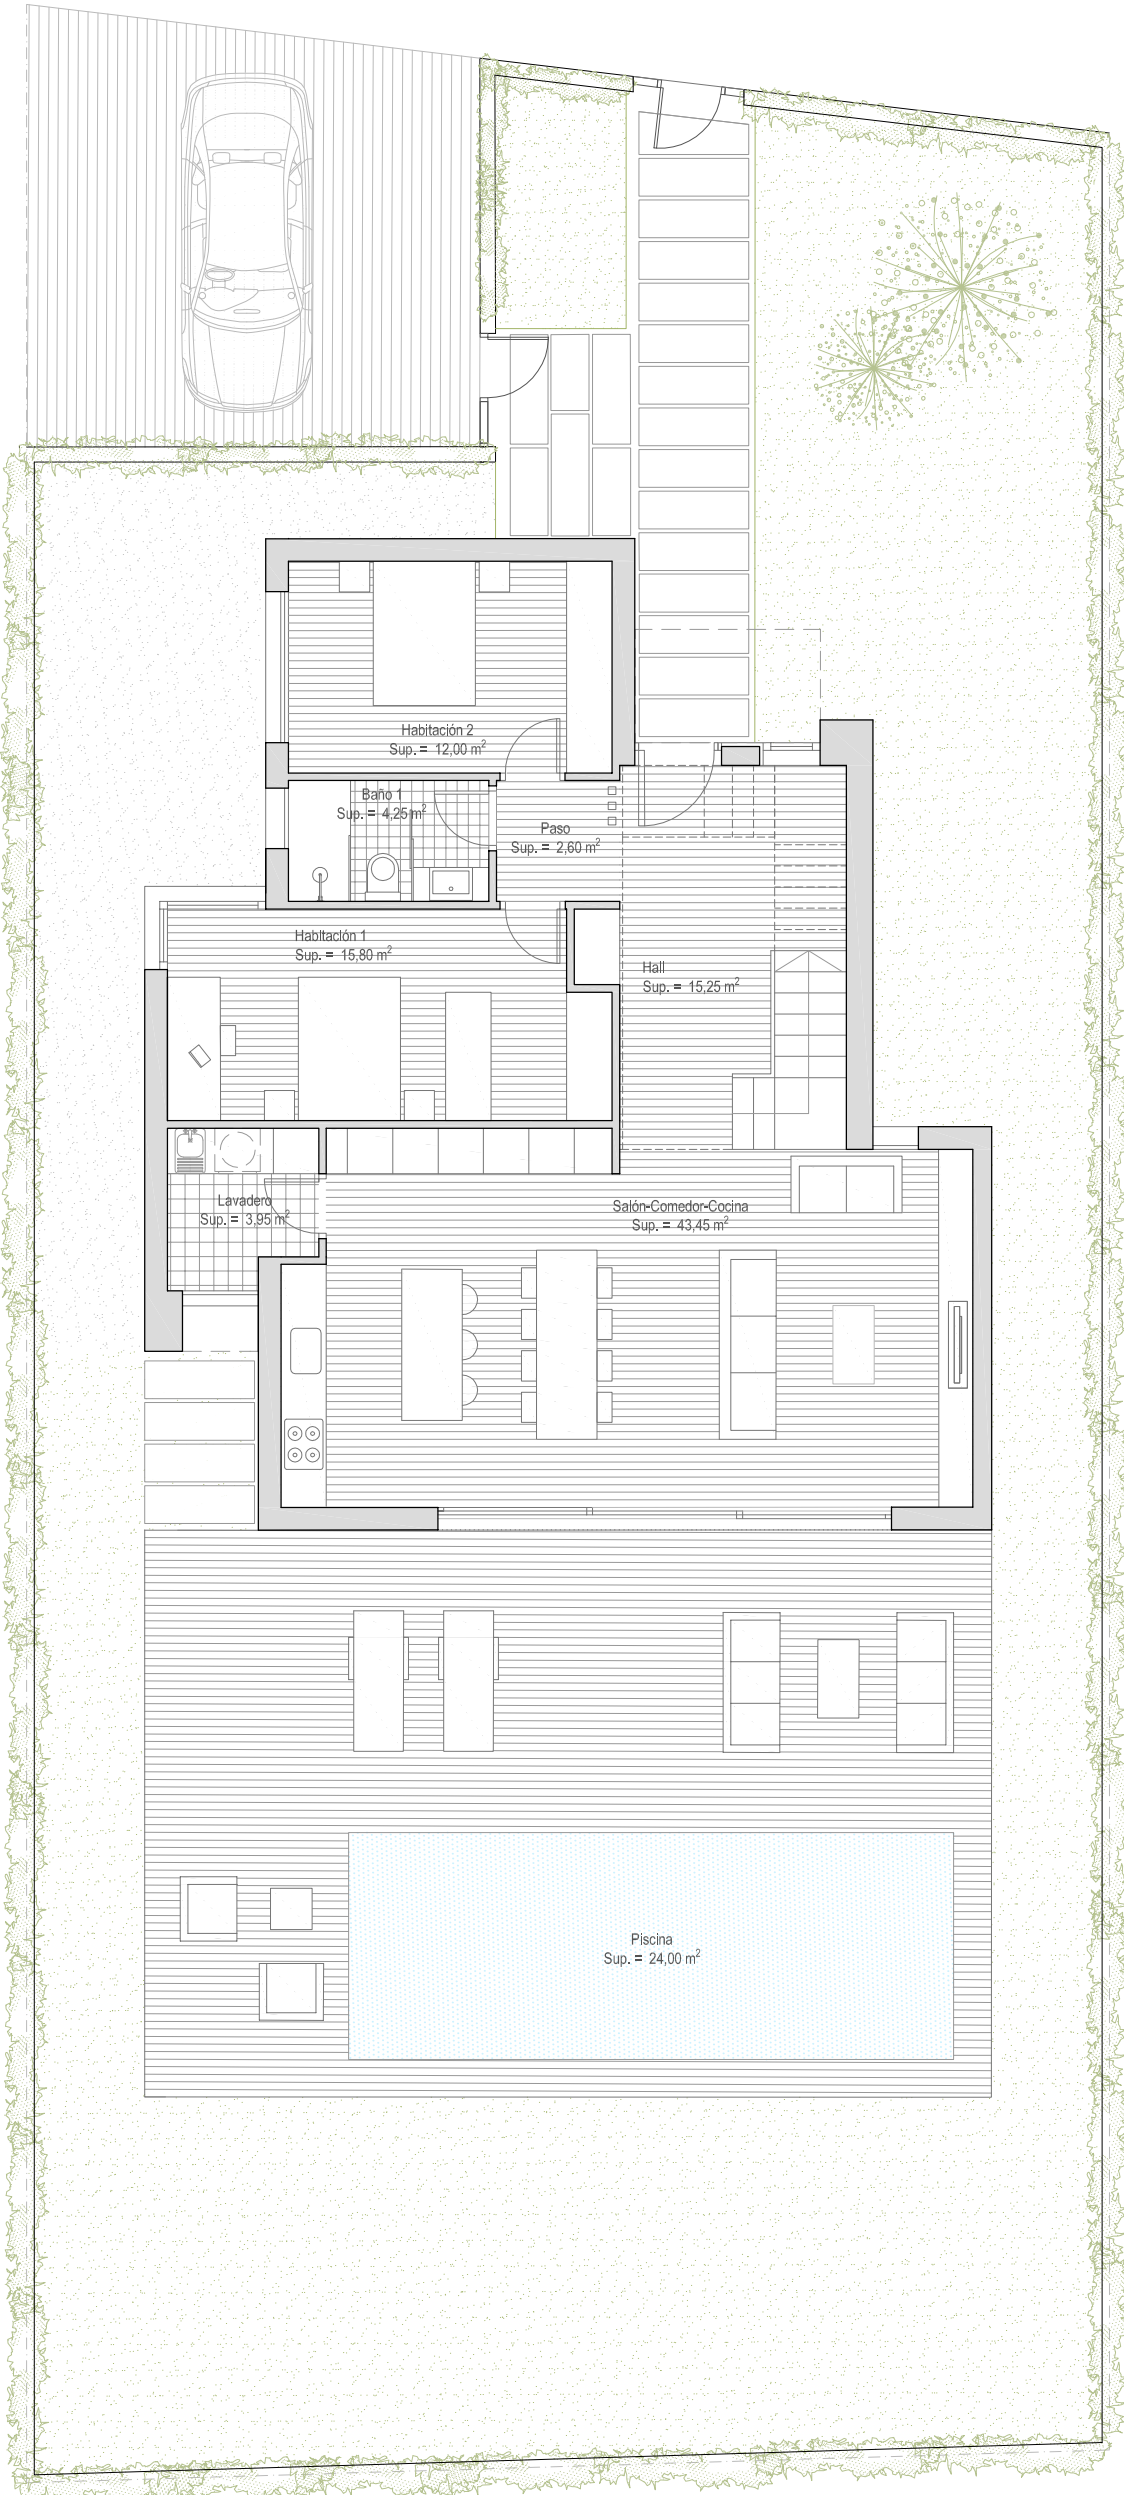 Habitación 2
Sup. = 12,00 m²
Baño 1
Sup. = 4,25 m²
Paso
Sup. = 2,60 m²
Habitación 1
Sup. = 15,80 m²
Hall
Sup. = 15,25 m²
Lavadero
Sup. = 3,95 m²
Salón-Comedor-Cocina
Sup. = 43,45 m²
Piscina
Sup. = 24,00 m²